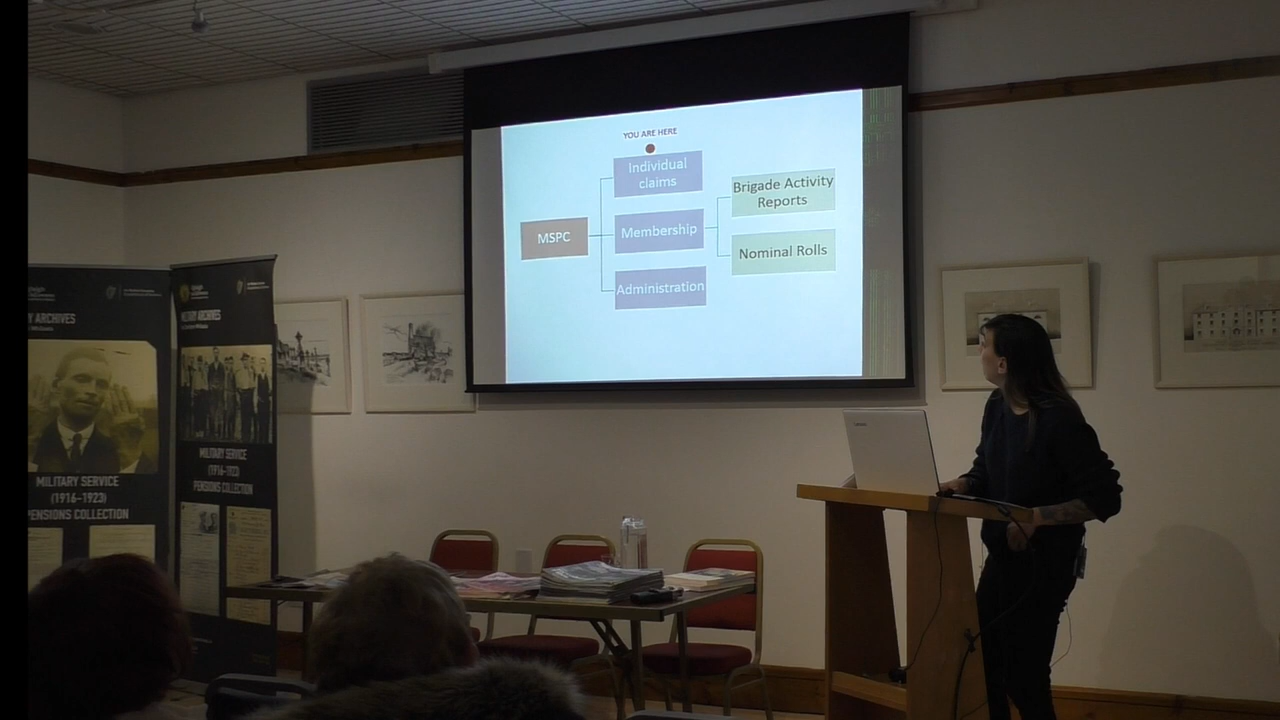 YOU ARE HERE
Individual
claims
MSPC
Membership
Administration
Brigade Activity
Reports
Nominal Rolls
Y ARCHIVES
MILITARY SERVICE
(1916-1923)
PENSIONS COLLECTION
MILITARY ARCHIVES
MILITARY SERVICE
(1916-1923)
PENSIONS COLLECTION